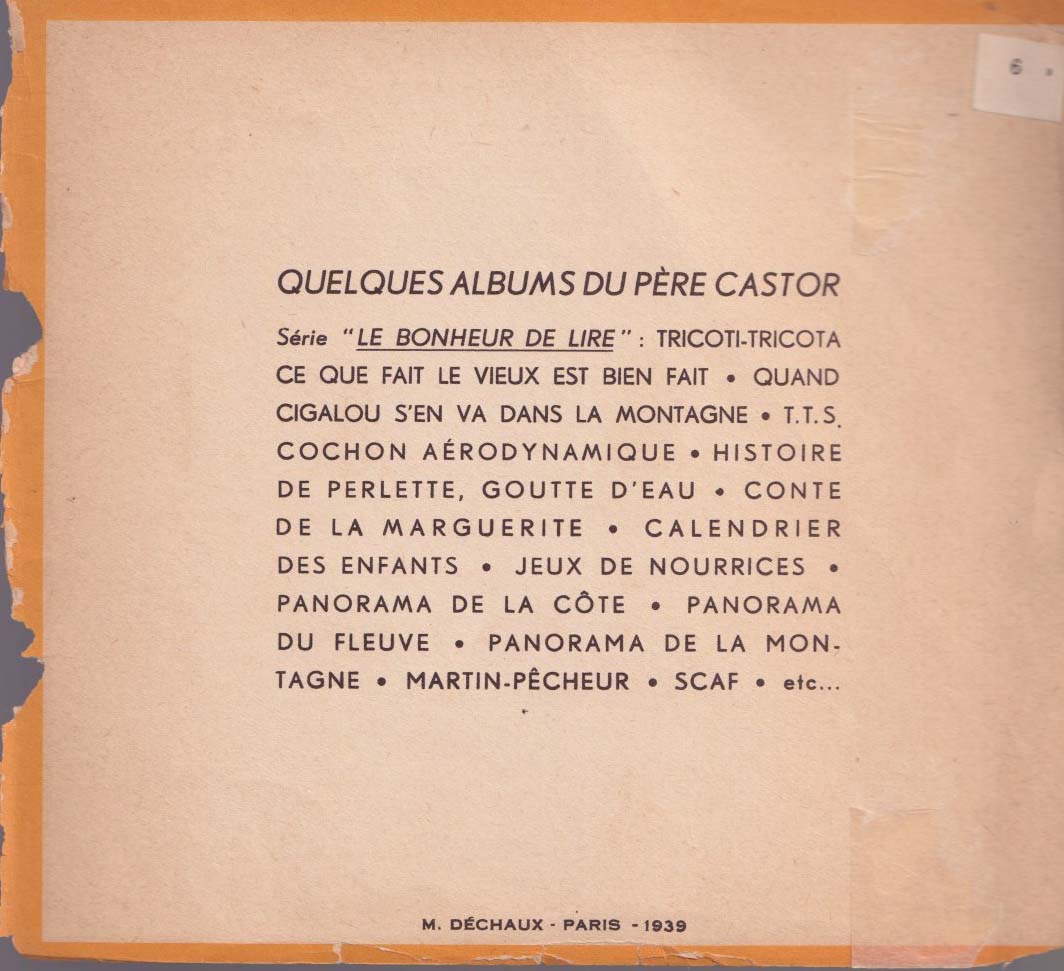 6
QUELQUES ALBUMS DU PÈRE CASTOR
Série "LE BONHEUR DE LIRE" : TRICOTI-TRICOTA
CE QUE FAIT LE VIEUX EST BIEN FAIT • QUAND
CIGALOU S'EN VA DANS LA MONTAGNE • T.T.S.
COCHON AÉRODYNAMIQUE • HISTOIRE
DE PERLETTE, GOUTTE D'EAU • CONTE
DE LA MARGUERITE • CALENDRIER
DES ENFANTS • JEUX DE NOURRICES •
PANORAMA DE LA CÔTE • PANORAMA
DU FLEUVE • PANORAMA DE LA MON-
TAGNE • MARTIN-PÊCHEUR • SCAF • etc...
M. DÉCHAUX - PARIS - 1939